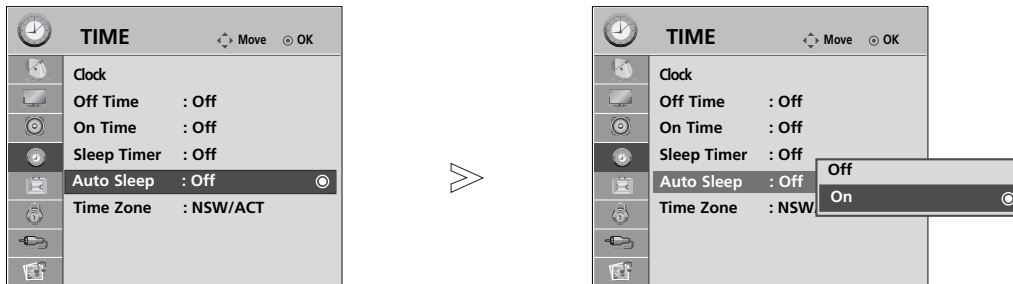 TIME
Move
OK
Clock
Off Time : Off
On Time : Off
Sleep Timer : Off
Auto Sleep : Off
Time Zone : NSW/ACT
>
TIME
Move
OK
Clock
Off Time : Off
On Time : Off
Sleep Timer : Off
Auto Sleep : Off
Time Zone : NSW/
Off
On